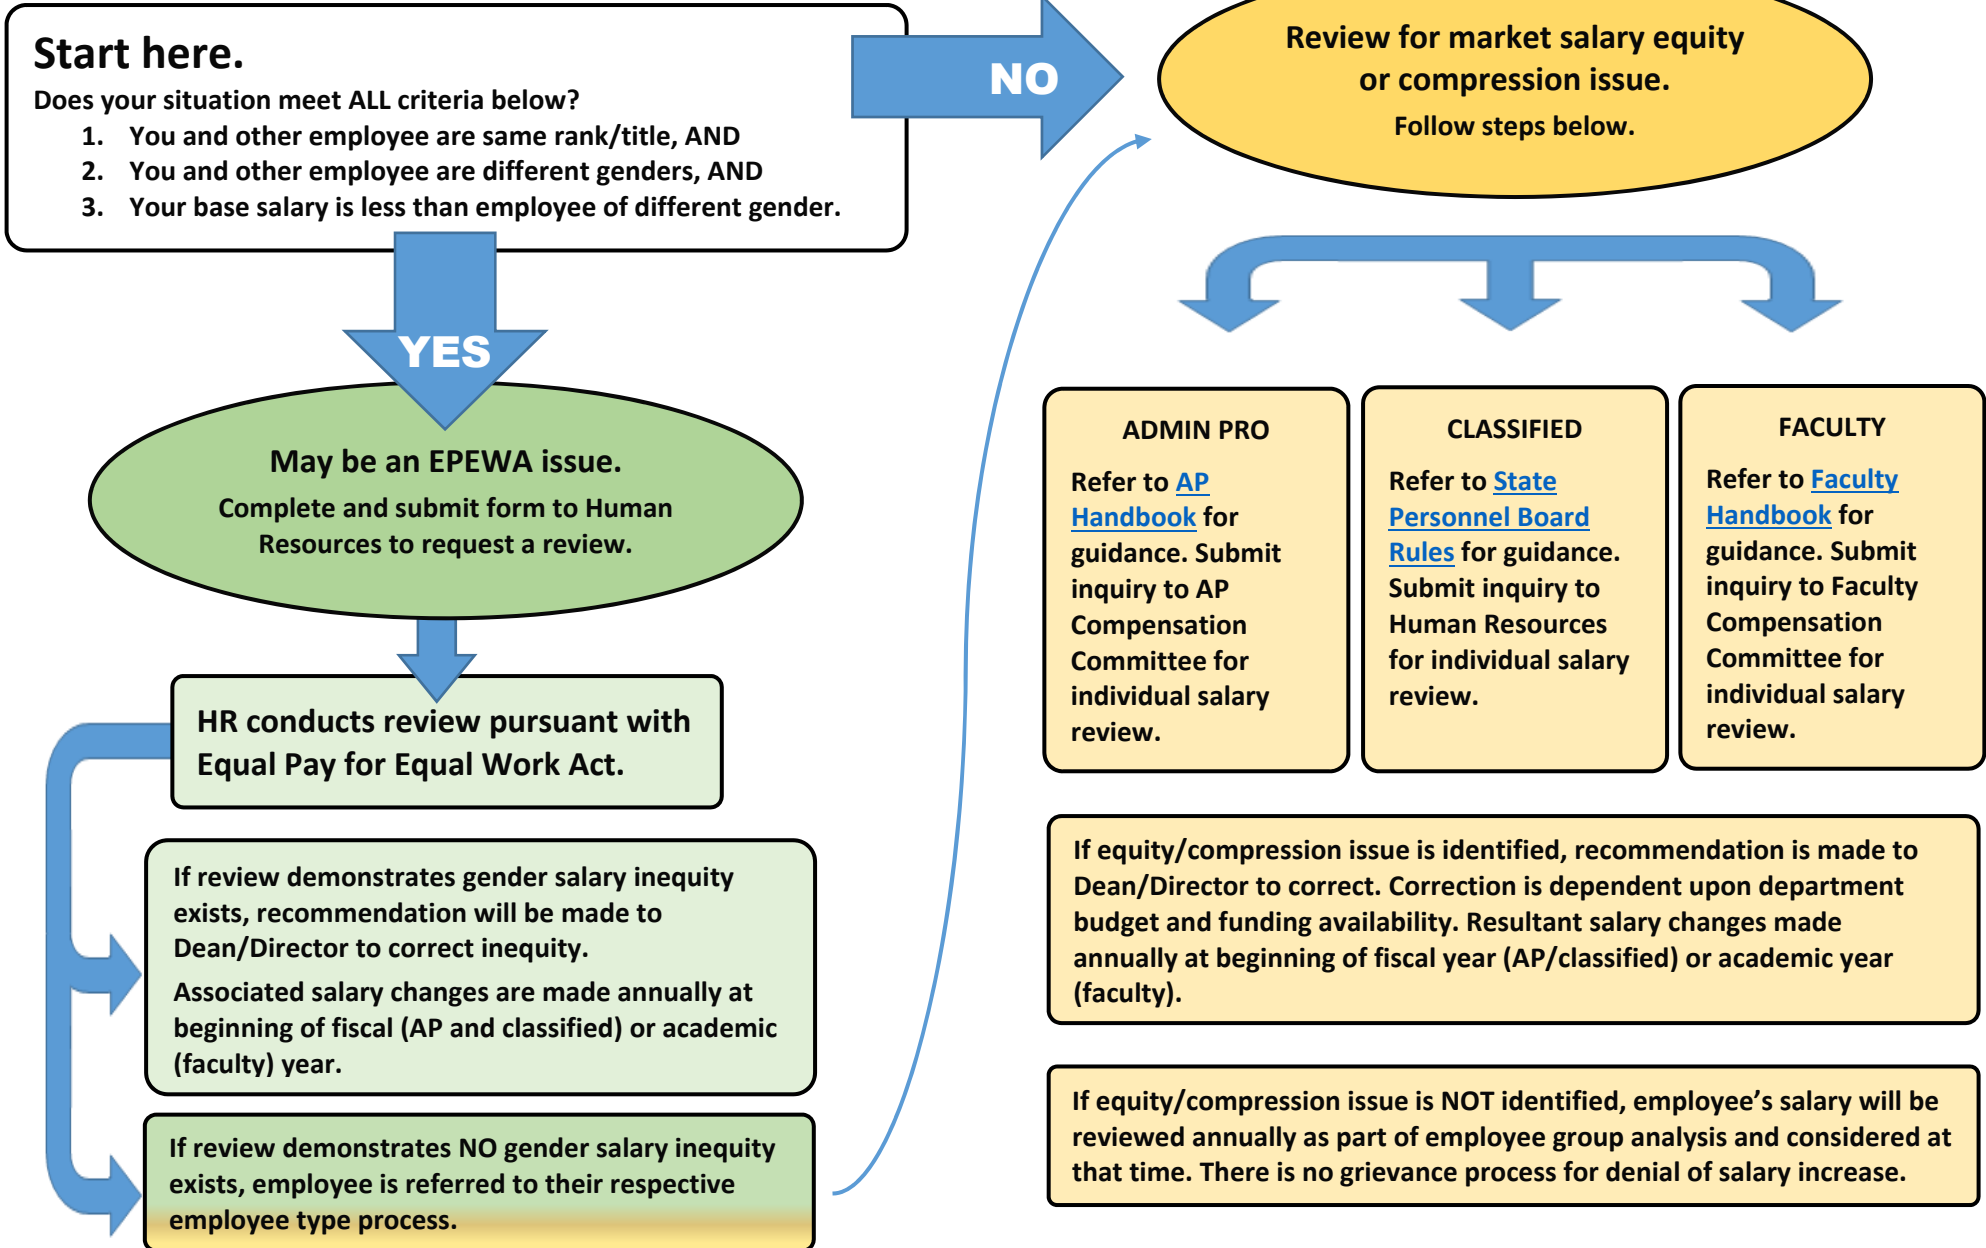 Start here.
Does your situation meet ALL criteria below?
1. You and other employee are same rank/title, AND
2. You and other employee are different genders, AND
3. Your base salary is less than employee of different gender.
NO
Review for market salary equity
or compression issue.
Follow steps below.
YES
May be an EPEWA issue.
Complete and submit form to Human
Resources to request a review.
HR conducts review pursuant with
Equal Pay for Equal Work Act.
If review demonstrates gender salary inequity
exists, recommendation will be made to
Dean/Director to correct inequity.
Associated salary changes are made annually at
beginning of fiscal (AP and classified) or academic
(faculty) year.
If review demonstrates NO gender salary inequity
exists, employee is referred to their respective
employee type process.
ADMIN PRO
Refer to AP
Handbook for
guidance. Submit
inquiry to AP
Compensation
Committee for
individual salary
review.
CLASSIFIED
Refer to State
Personnel Board
Rules for guidance.
Submit inquiry to
Human Resources
for individual salary
review.
FACULTY
Refer to Faculty
Handbook for
guidance. Submit
inquiry to Faculty
Compensation
Committee for
individual salary
review.
If equity/compression issue is identified, recommendation is made to
Dean/Director to correct. Correction is dependent upon department
budget and funding availability. Resultant salary changes made
annually at beginning of fiscal year (AP/classified) or academic year
(faculty).
If equity/compression issue is NOT identified, employee’s salary will be
reviewed annually as part of employee group analysis and considered at
that time. There is no grievance process for denial of salary increase.